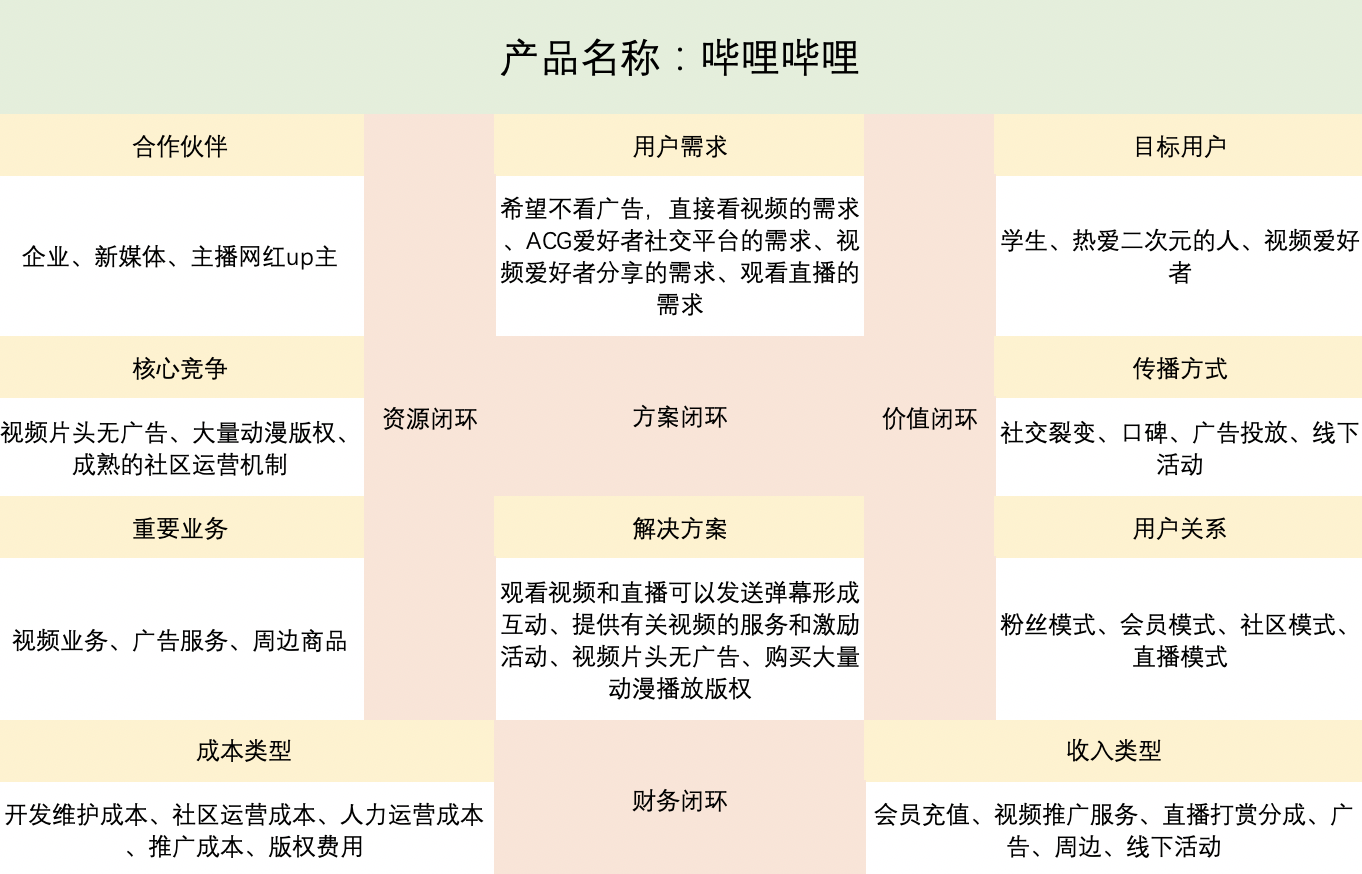 产品名称：哔哩哔哩
合作伙伴
用户需求
目标用户
企业、新媒体、主播网红up主
希望不看广告，直接看视频的需求
、ACG爱好者社交平台的需求、视
频爱好者分享的需求、观看直播的
需求
学生、热爱二次元的人、视频爱好
者
核心竞争
传播方式
资源闭环
方案闭环
价值闭环
视频片头无广告、大量动漫版权、
成熟的社区运营机制
社交裂变、口碑、广告投放、线下
活动
重要业务
解决方案
用户关系
视频业务、广告服务、周边商品
观看视频和直播可以发送弹幕形成
互动、提供有关视频的服务和激励
活动、视频片头无广告、购买大量
动漫播放版权
粉丝模式、会员模式、社区模式、
直播模式
成本类型
财务闭环
收入类型
开发维护成本、社区运营成本、人力运营成本
、推广成本、版权费用
会员充值、视频推广服务、直播打赏分成、广
告、周边、线下活动